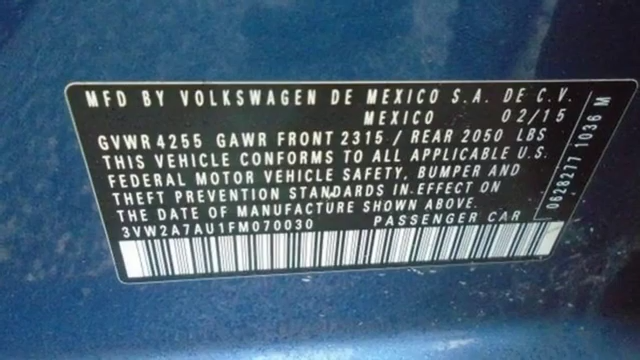 MFD BY VOLKSWAGEN DE MEXICO S.A. DE C.V.
MEXICO 02/15
GVWR 4255 GAWR FRONT 2315 / REAR 2050 LBS
THIS VEHICLE CONFORMS TO ALL APPLICABLE U.S.
FEDERAL MOTOR VEHICLE SAFETY, BUMPER AND
THEFT PREVENTION STANDARDS IN EFFECT ON
THE DATE OF MANUFACTURE SHOWN ABOVE.
3VW2A7AU1FM070030 PASSENGER CAR
0628277 1036 M